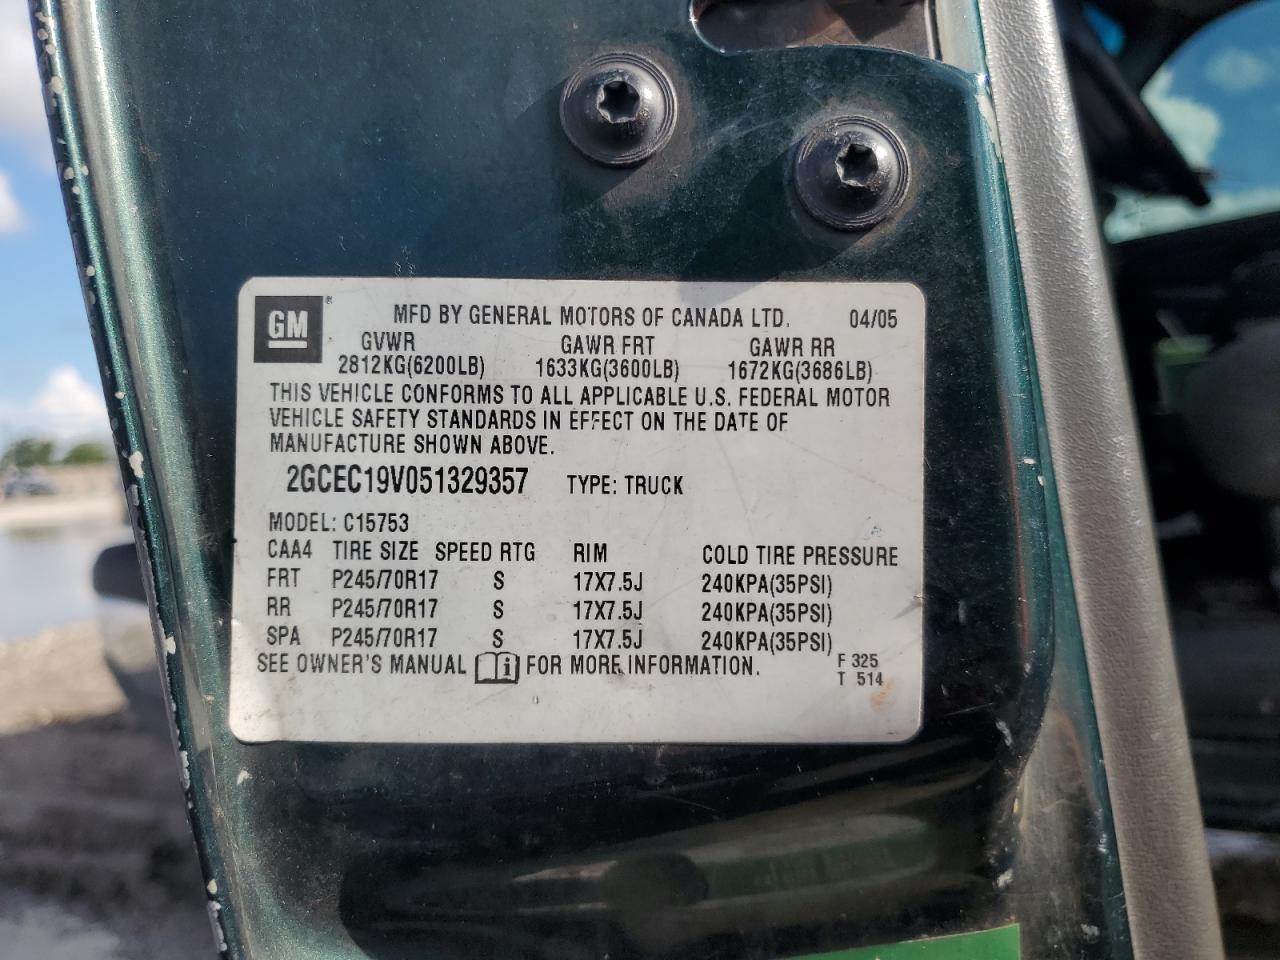 GM ® MFD BY GENERAL MOTORS OF CANADA LTD. 04/05
GVWR GAWR FRT GAWR RR
2812KG(6200LB) 1633KG(3600LB) 1672KG(3686LB)
THIS VEHICLE CONFORMS TO ALL APPLICABLE U.S. FEDERAL MOTOR
VEHICLE SAFETY STANDARDS IN EFFECT ON THE DATE OF
MANUFACTURE SHOWN ABOVE.
2GCEC19V051329357 TYPE: TRUCK
MODEL: C15753
CAA4 TIRE SIZE SPEED RTG RIM COLD TIRE PRESSURE
FRT P245/70R17 S 17X7.5J 240KPA(35PSI)
RR P245/70R17 S 17X7.5J 240KPA(35PSI)
SPA P245/70R17 S 17X7.5J 240KPA(35PSI)
SEE OWNER'S MANUAL i FOR MORE INFORMATION. F 325
T 514